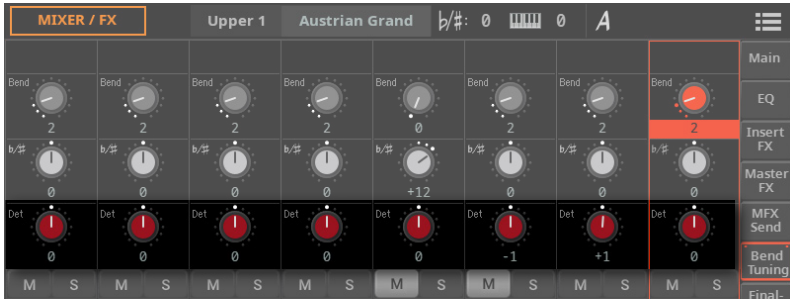 MIXER / FX Upper 1 Austrian Grand b/#: 0 0 A
Main
Bend Bend Bend Bend Bend Bend Bend Bend
2 2 2 2 0 2 2 2
EQ
Insert
FX
b/# b/# b/# b/# b/# b/# b/# b/#
0 0 0 0 +12 0 0 0
Master
FX
Det Det Det Det Det Det Det Det
0 0 0 0 0 -1 +1 0
MFX
Send
Bend
Tuning
M S M S M S M S M S M S M S M S
Final-